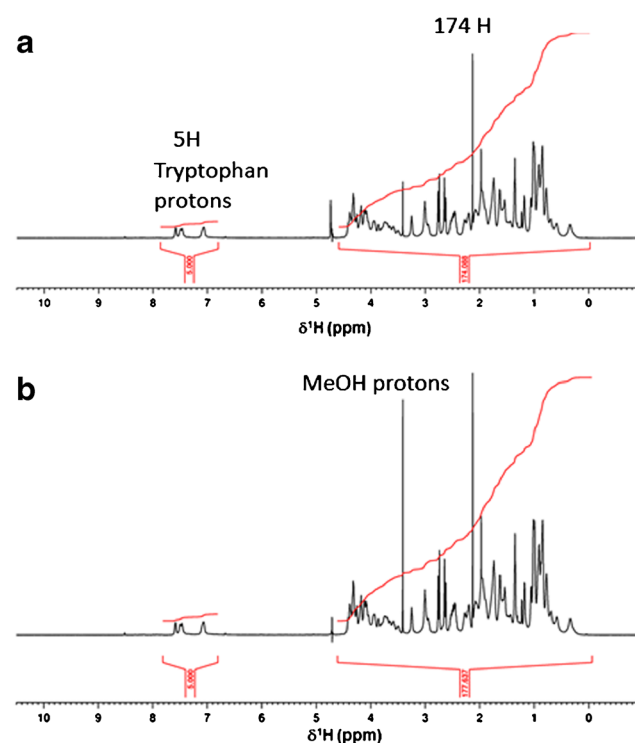 a
174 H
5H
Tryptophan
protons
5.000
174.088
10 9 8 7 6 5 4 3 2 1 0
δ¹H (ppm)
b
MeOH protons
5.000
177.637
10 9 8 7 6 5 4 3 2 1 0
δ¹H (ppm)